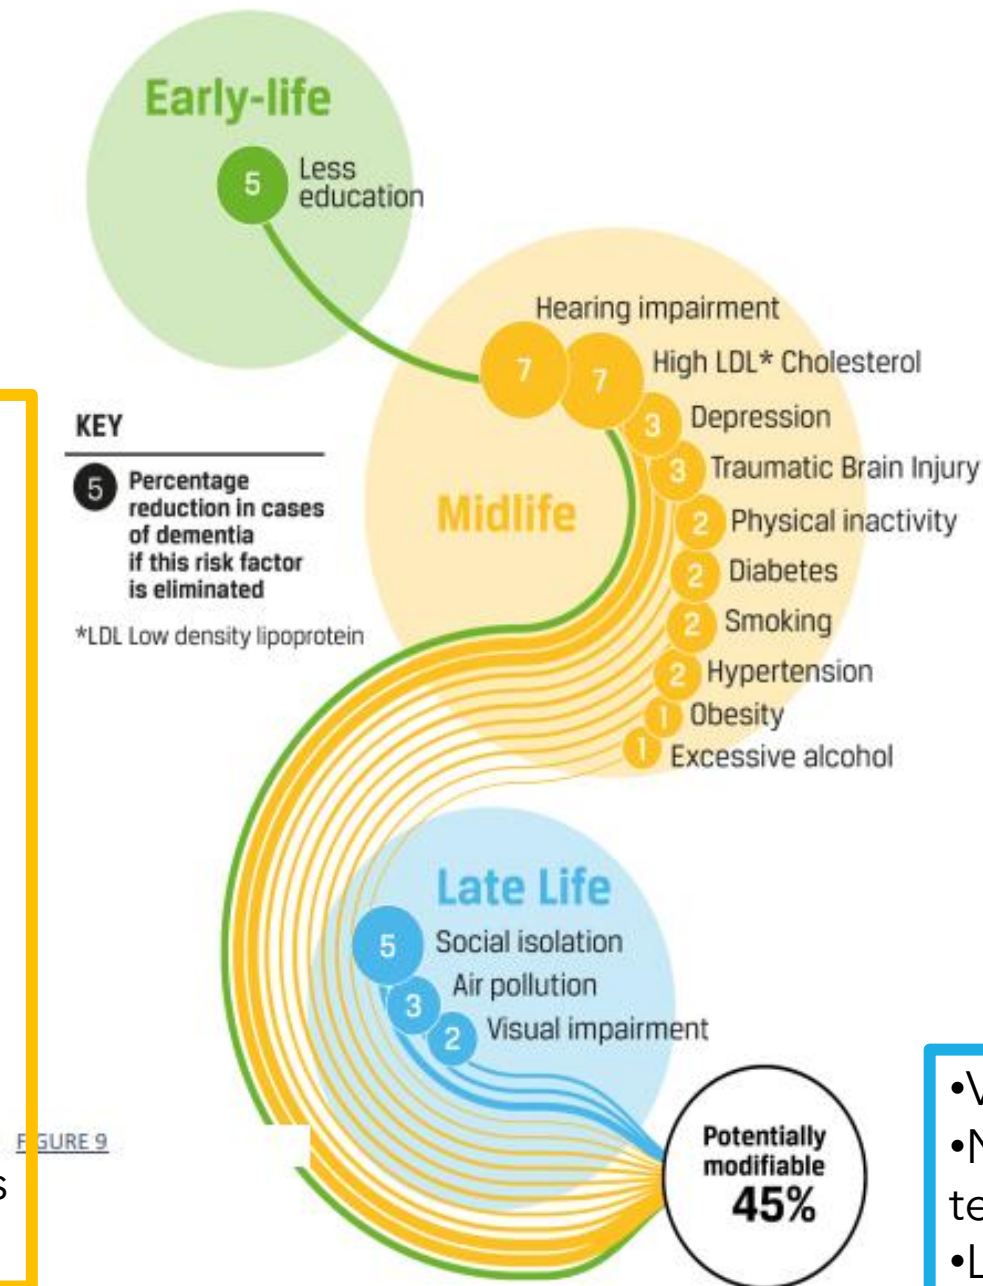 Early-life
5
Less
education
Hearing impairment
7
7
High LDL* Cholesterol
3
Depression
3
Traumatic Brain Injury
2
Physical inactivity
2
Diabetes
2
Smoking
2
Hypertension
1
Obesity
1
Excessive alcohol
Midlife
KEY
5
Percentage
reduction in cases
of dementia
if this risk factor
is eliminated
*LDL Low density lipoprotein
Late Life
5
Social isolation
3
Air pollution
2
Visual impairment
Potentially
modifiable
45%
FIGURE 9
s
•V
•N
te
•L